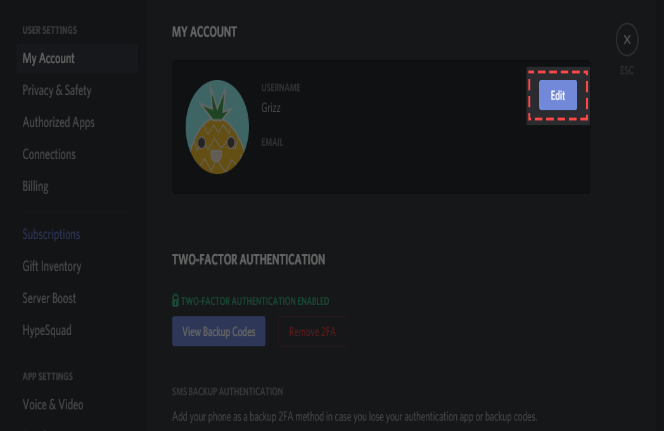 USER SETTINGS
My Account
Privacy & Safety
Authorized Apps
Connections
Billing
Subscriptions
Gift Inventory
Server Boost
HypeSquad
APP SETTINGS
Voice & Video
MY ACCOUNT
USERNAME
Grizz
EMAIL
Edit
X
ESC
TWO-FACTOR AUTHENTICATION
TWO-FACTOR AUTHENTICATION ENABLED
View Backup Codes
Remove 2FA
SMS BACKUP AUTHENTICATION
Add your phone as a backup 2FA method in case you lose your authentication app or backup codes.